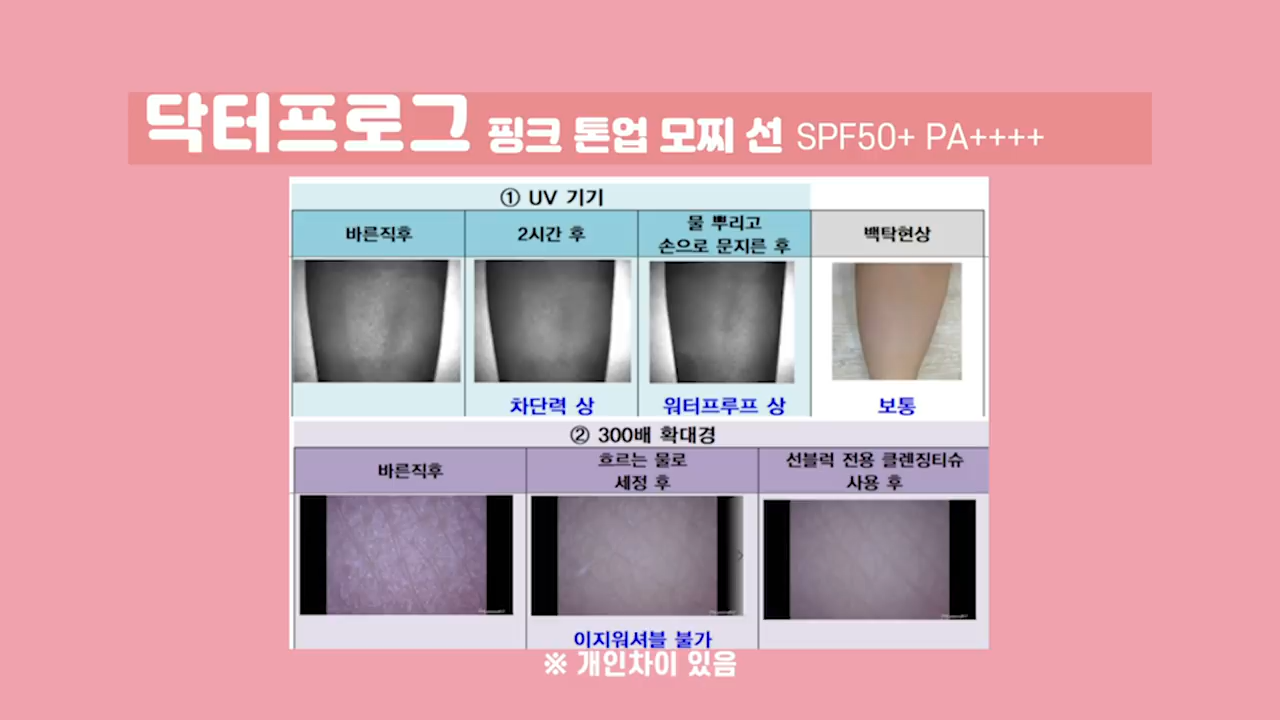 닥터프로그 핑크 톤업 모찌 선 SPF50+ PA++++
① UV 기기
바른직후
2시간 후
물 뿌리고
손으로 문지른 후
백탁현상
차단력 상
워터프루프 상
보통
② 300배 확대경
바른직후
흐르는 물로
세정 후
선블럭 전용 클렌징티슈
사용 후
이지워셔블 불가
※ 개인차이 있음